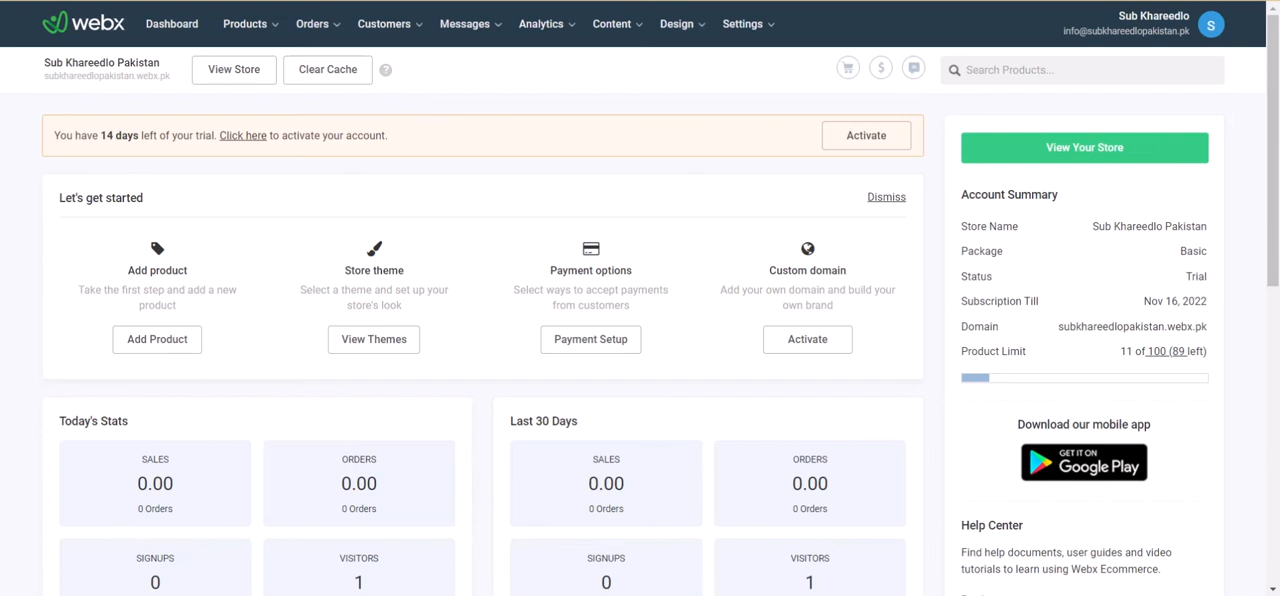 webx
Dashboard Products Orders Customers Messages Analytics Content Design Settings
Sub Khareedlo
info@subkhareedlopakistan.pk
S
Sub Khareedlo Pakistan
subkhareedlopakistan.webx.pk
View Store
Clear Cache
?
$
Search Products...
You have 14 days left of your trial. Click here to activate your account.
Activate
Let's get started
Dismiss
Add product
Take the first step and add a new
product
Add Product
Store theme
Select a theme and set up your
store's look
View Themes
Payment options
Select ways to accept payments
from customers
Payment Setup
Custom domain
Add your own domain and build your
own brand
Activate
Today's Stats
SALES
0.00
0 Orders
ORDERS
0.00
0 Orders
SIGNUPS
0
VISITORS
1
Last 30 Days
SALES
0.00
0 Orders
ORDERS
0.00
0 Orders
SIGNUPS
0
VISITORS
1
View Your Store
Account Summary
Store Name Sub Khareedlo Pakistan
Package Basic
Status Trial
Subscription Till Nov 16, 2022
Domain subkhareedlopakistan.webx.pk
Product Limit 11 of 100 (89 left)
Download our mobile app
GET IT ON
Google Play
Help Center
Find help documents, user guides and video
tutorials to learn using Webx Ecommerce.